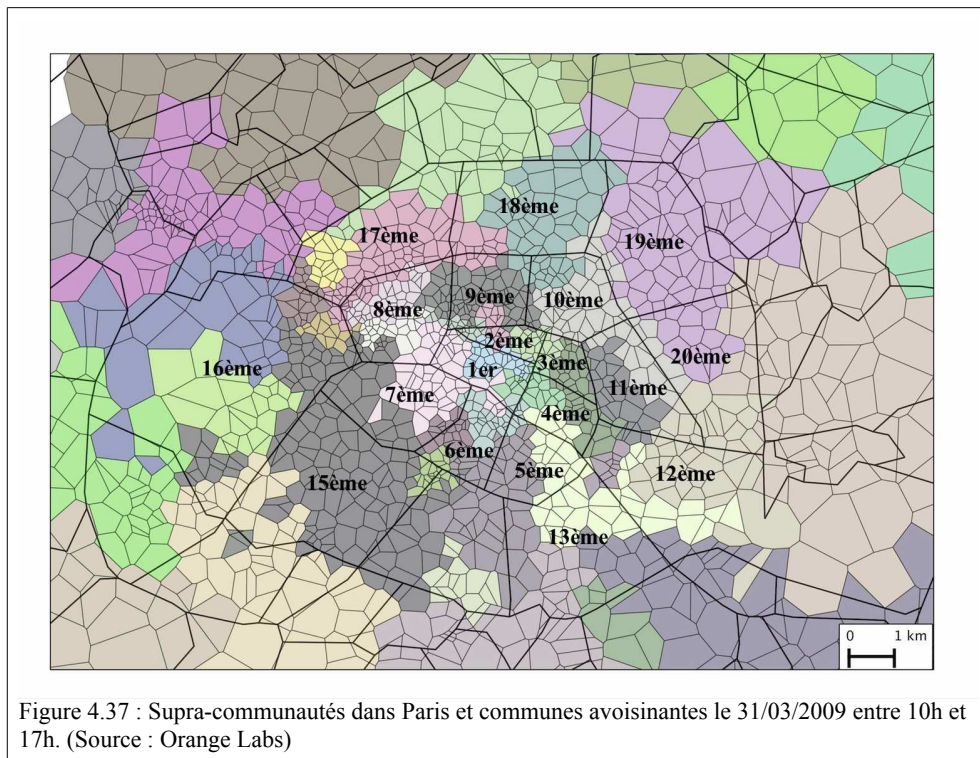 18ème
17ème
19ème
9ème
10ème
8ème
2ème
3ème
20ème
16ème
1er
11ème
7ème
4ème
6ème
5ème
12ème
15ème
13ème
0 1 km
Figure 4.37 : Supra-communautés dans Paris et communes avoisinantes le 31/03/2009 entre 10h et
17h. (Source : Orange Labs)